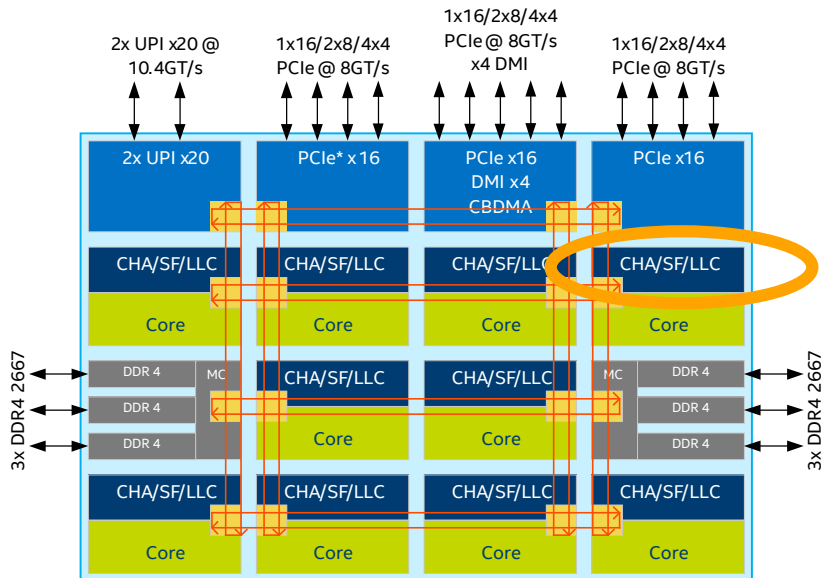 2x UPI x20 @
10.4GT/s
1x16/2x8/4x4
PCIe @ 8GT/s
1x16/2x8/4x4
PCIe @ 8GT/s
x4 DMI
1x16/2x8/4x4
PCIe @ 8GT/s
2x UPI x20
PCIe* x16
PCIe x16
DMI x4
CBDMA
PCIe x16
CHA/SF/LLC
CHA/SF/LLC
CHA/SF/LLC
CHA/SF/LLC
Core
Core
Core
Core
3x DDR4 2667
DDR 4
DDR 4
DDR 4
MC
CHA/SF/LLC
Core
CHA/SF/LLC
Core
MC
DDR 4
DDR 4
DDR 4
3x DDR4 2667
CHA/SF/LLC
CHA/SF/LLC
CHA/SF/LLC
CHA/SF/LLC
Core
Core
Core
Core